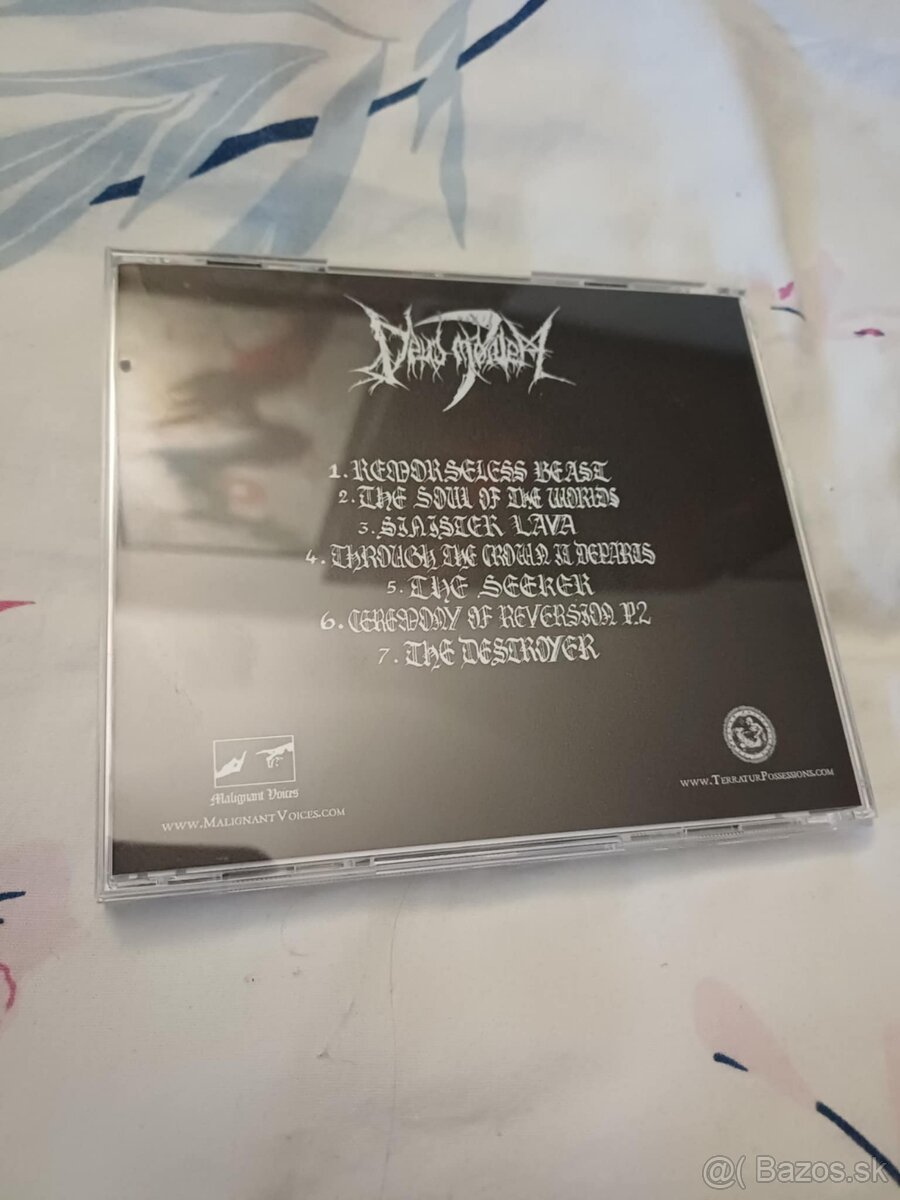 Deus Mortem
1. REMORSELESS BEAST
2. THE SOUL OF THE WORLDS
3. SINISTER LAVA
4. THROUGH THE CROWN IT DEPARTS
5. THE SEEKER
6. CEREMONY OF REVERSION P.2
7. THE DESTROYER
Malignant Voices
www.MalignantVoices.com
www.TerraturPossessions.com
@( Bazos.sk